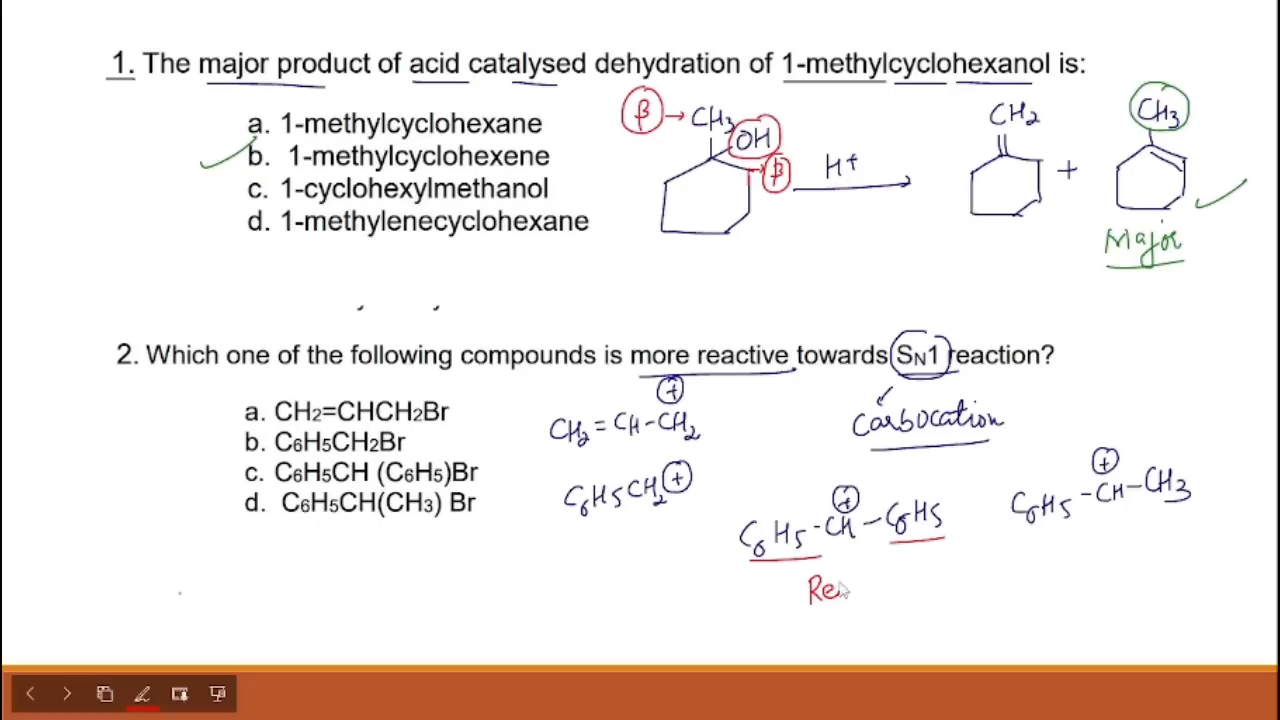 1. The major product of acid catalysed dehydration of 1-methylcyclohexanol is:
a. 1-methylcyclohexane
b. 1-methylcyclohexene
c. 1-cyclohexylmethanol
d. 1-methylenecyclohexane
β → CH3
OH
β
H+
CH2
+
CH3
Major
2. Which one of the following compounds is more reactive towards SN1 reaction?
a. CH2=CHCH2Br
b. C6H5CH2Br
c. C6H5CH (C6H5)Br
d. C6H5CH(CH3) Br
+
CH2=CH-CH2
Carbocation
C6H5CH2+
+
C6H5-CH-C6H5
+
C6H5-CH-CH3
Re